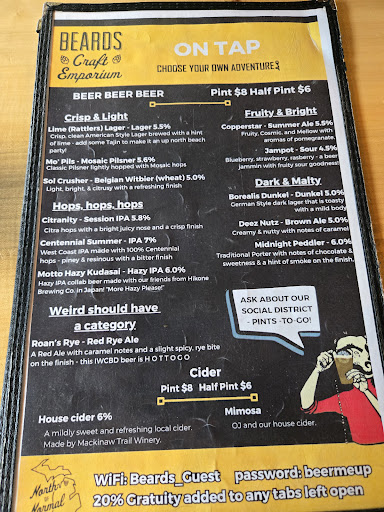 BEARDS
Craft
Emporium
ON TAP
CHOOSE YOUR OWN ADVENTURE
BEER BEER BEER
Pint $8 Half Pint $6
Crisp & Light
Lime (Rattlers) Lager - Lager 5.5%
Crisp, clean American Style Lager brewed with a hint
of lime - add some Tajin to make it an up north beach
party!
Mo' Pils - Mosaic Pilsner 5.6%
Classic Pilsner lightly hopped with Mosaic hops
Sol Crusher - Belgian Witbier (wheat) 5.0%
Light, bright, & citrusy with a refreshing finish
Hops, hops, hops
Citranity - Session IPA 5.8%
Citra hops with a bright juicy nose and a crisp finish
Centennial Summer - IPA 7%
West Coast IPA made with 100% Centennial
hops - piney & resinous with a bitter finish
Motto Hazy Kudasai - Hazy IPA 6.0%
Hazy IPA collab beer made with our friends from Hikone
Brewing Co. in Japan! "More Hazy Please!"
Weird should have
a category
Roan's Rye - Red Rye Ale
A Red Ale with caramel notes and a slight spicy, rye bite
on the finish - this IWCBD beer is H O T T O G O
Fruity & Bright
Copperstar - Summer Ale 5.5%
Fruity, Cosmic, and Mellow with
aromas of pomegranate.
Jampot - Sour 4.5%
Blueberry, strawberry, rasberry - a beer
jammin with fruity sour goodness!
Dark & Malty
Borealis Dunkel - Dunkel 5.0%
German Style dark lager that is toasty
with a mild body
Deez Nutz - Brown Ale 5.0%
Creamy & nutty with notes of caramel
Midnight Peddler - 6.0%
Traditional Porter with notes of chocolate &
sweetness & a hint of smoke on the finish.
ASK ABOUT OUR
SOCIAL DISTRICT
- PINTS -TO-GO!
Cider
Pint $8 Half Pint $6
House cider 6%
A mildly sweet and refreshing local cider.
Made by Mackinaw Trail Winery.
Mimosa
OJ and our house cider.
North
Normal
WiFi: Beards_Guest password: beermeup
20% Gratuity added to any tabs left open